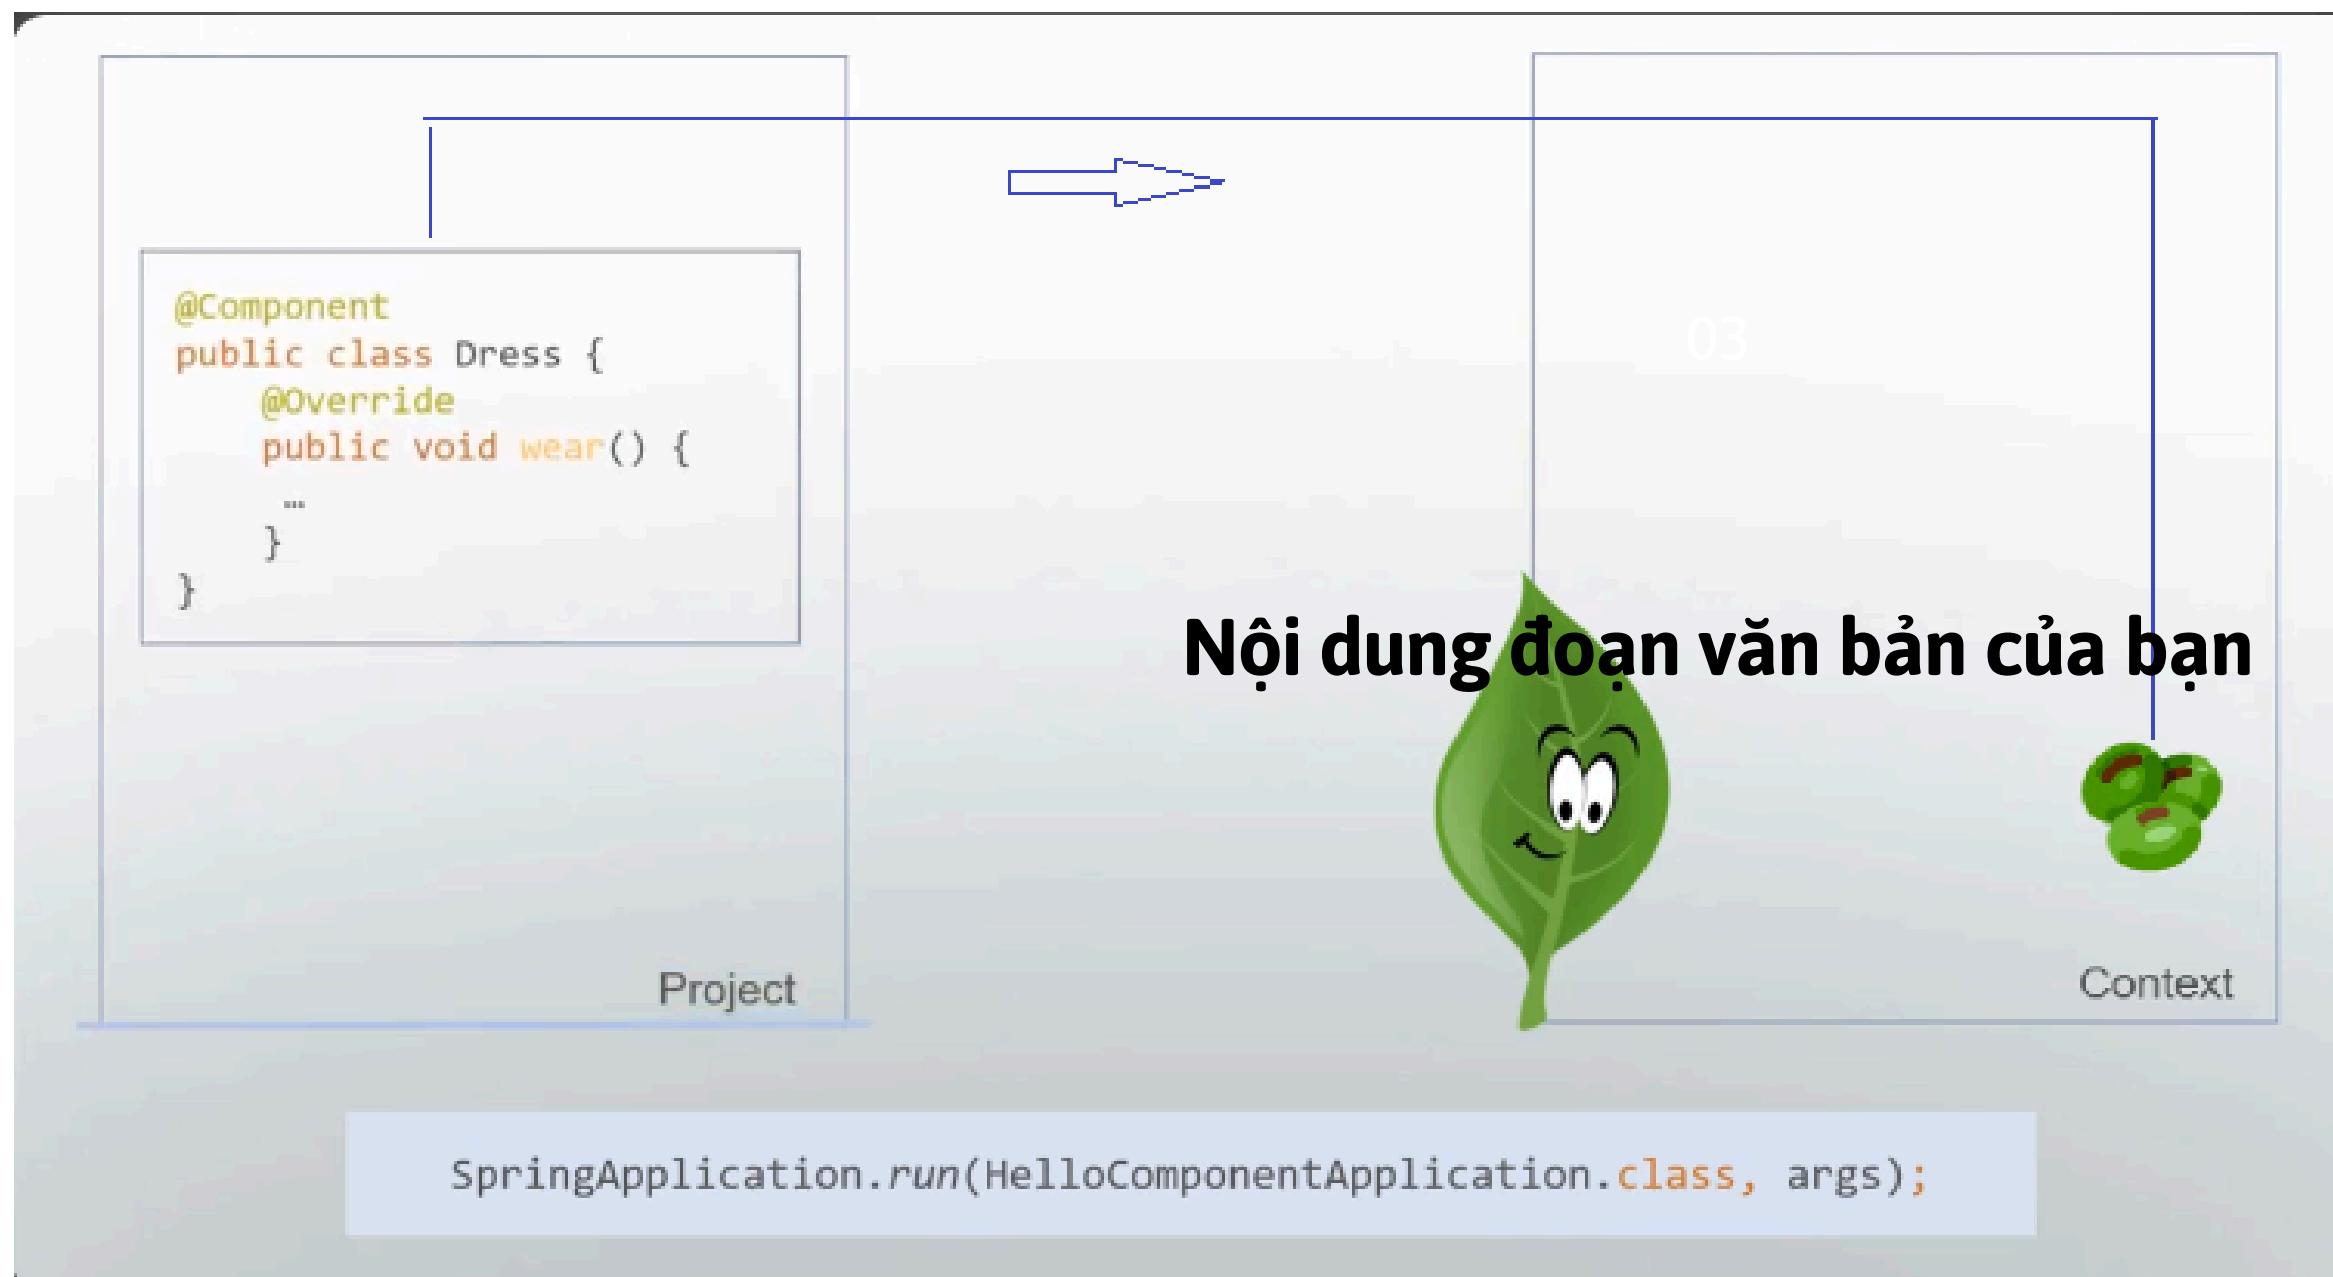 @Component
public class Dress {
@Override
public void wear() {
…
}
}
Project
03
Nội dung đoạn văn bản của bạn
Context
SpringApplication.run(HelloComponentApplication.class, args);